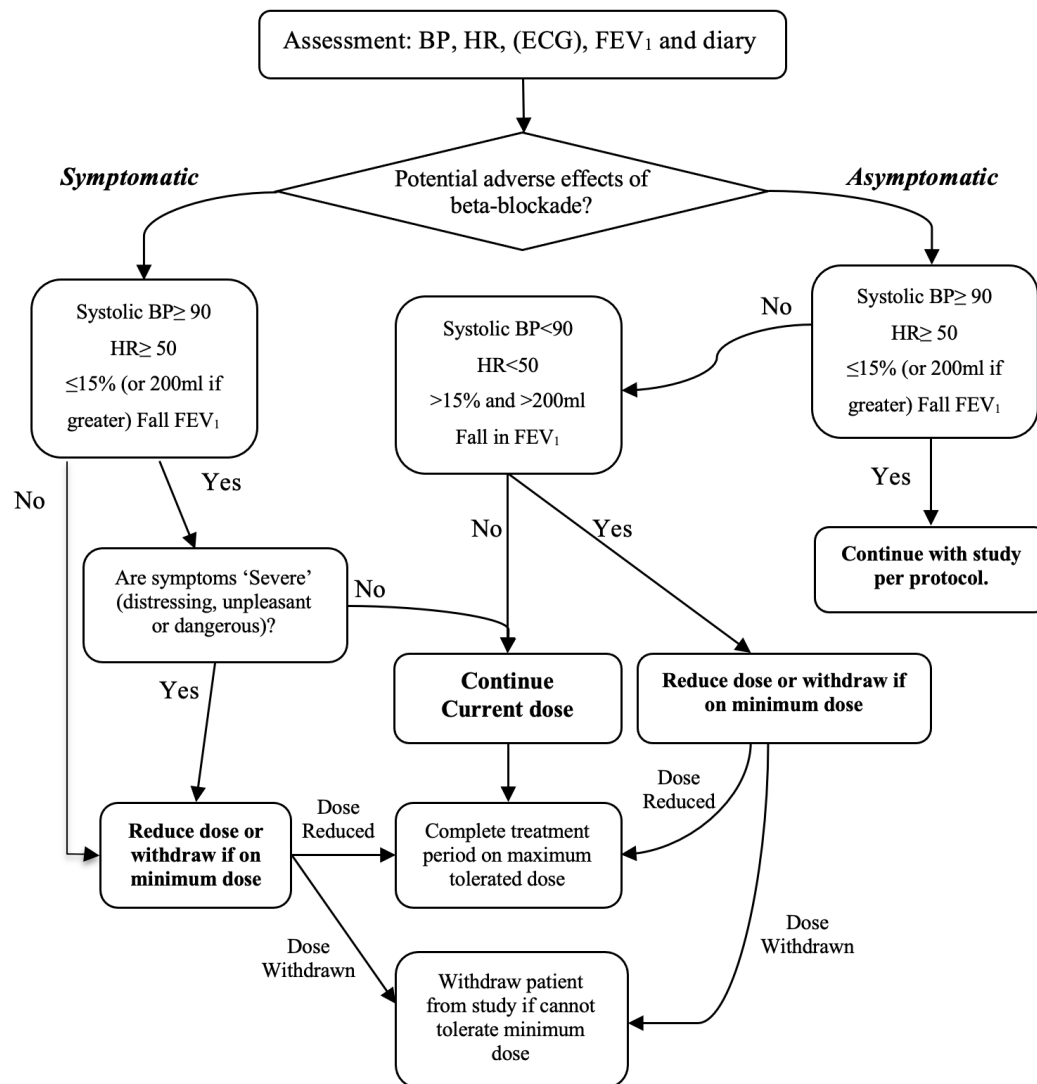 Assessment: BP, HR, (ECG), FEV₁ and diary
Symptomatic
Potential adverse effects of
beta-blockade?
Asymptomatic
Systolic BP≥ 90
HR≥ 50
≤15% (or 200ml if
greater) Fall FEV₁
No
Systolic BP<90
HR<50
>15% and >200ml
Fall in FEV₁
Systolic BP≥ 90
HR≥ 50
≤15% (or 200ml if
greater) Fall FEV₁
No
Yes
No
Yes
Yes
Are symptoms ‘Severe’
(distressing, unpleasant
or dangerous)?
No
Continue with study
per protocol.
Yes
Continue
Current dose
Reduce dose or withdraw if
on minimum dose
Reduce dose or
withdraw if on
minimum dose
Dose
Reduced
Complete treatment
period on maximum
tolerated dose
Dose
Reduced
Dose
Withdrawn
Withdraw patient
from study if cannot
tolerate minimum
dose
Dose
Withdrawn